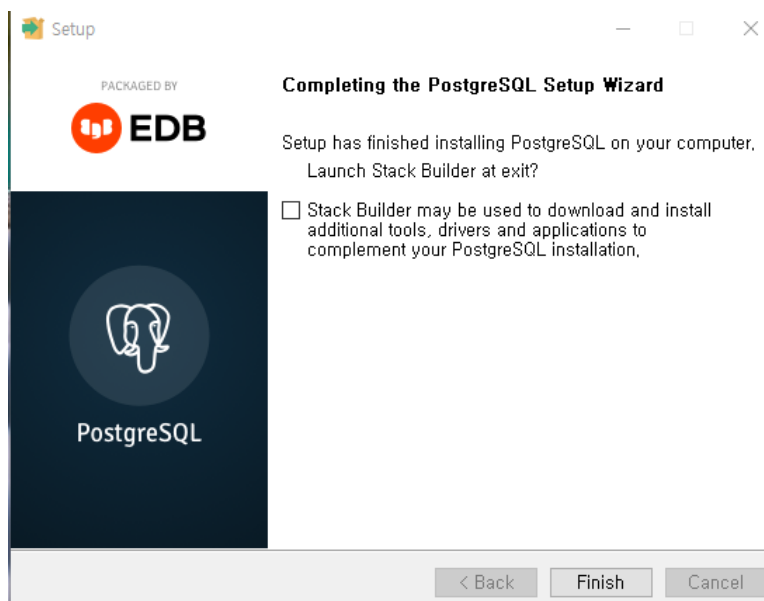 Setup
PACKAGED BY
EDB
PostgreSQL
Completing the PostgreSQL Setup Wizard
Setup has finished installing PostgreSQL on your computer.
Launch Stack Builder at exit?
Stack Builder may be used to download and install
additional tools, drivers and applications to
complement your PostgreSQL installation.
< Back
Finish
Cancel